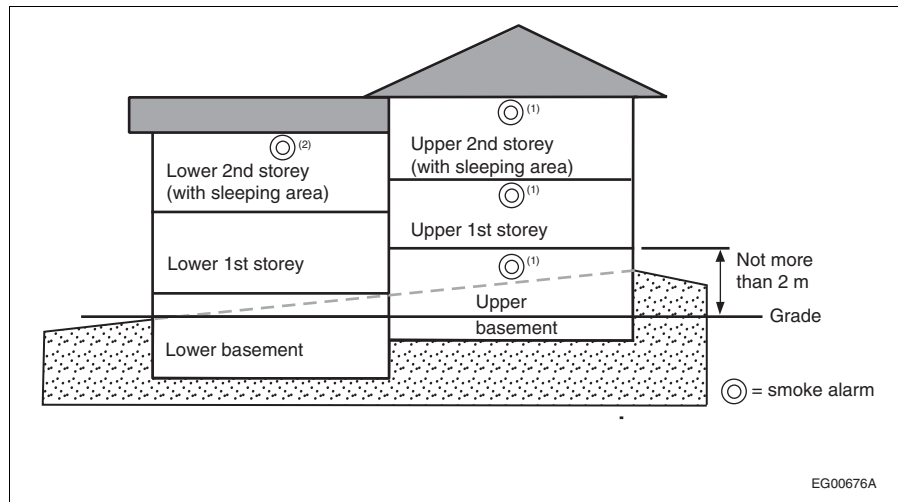 (1)
(2)
Upper 2nd storey
(with sleeping area)
Lower 2nd storey
(with sleeping area)
(1)
Upper 1st storey
Lower 1st storey
(1)
Not more
than 2 m
Upper
Grade
basement
Lower basement
= smoke alarm
EG00676A